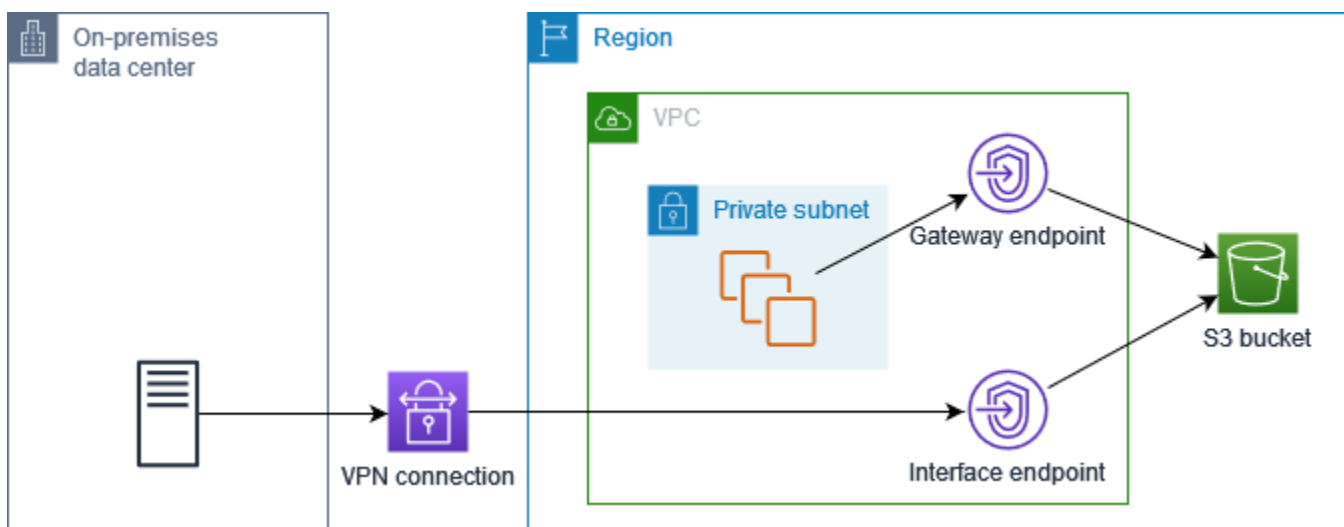 On-premises
data center
Region
VPC
Private subnet
Gateway endpoint
S3 bucket
VPN connection
Interface endpoint